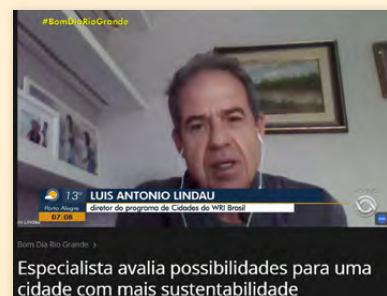 #BomDiaRioGrande
13° LUIS ANTONIO LINDAU
Porto Alegre diretor do programa de Cidades do WRI Brasil
07:08
Bom Dia Rio Grande >
Especialista avalia possibilidades para uma
cidade com mais sustentabilidade